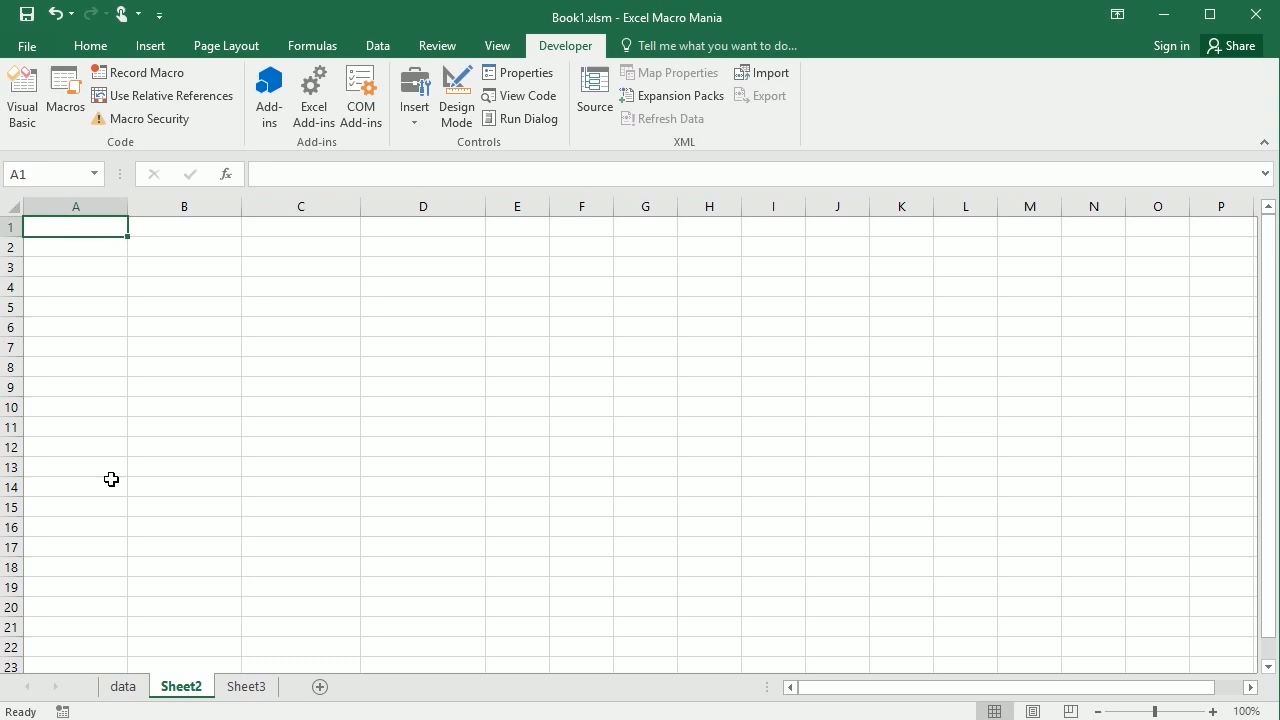 Book1.xlsm - Excel Macro Mania
File Home Insert Page Layout Formulas Data Review View Developer Tell me what you want to do... Sign in Share
Visual Basic
Macros
Record Macro
Use Relative References
Macro Security
Code
Add-ins
Excel Add-ins
COM Add-ins
Add-ins
Insert
Design Mode
Properties
View Code
Run Dialog
Controls
Source
Map Properties
Expansion Packs
Refresh Data
Import
Export
XML
A1 fx
A B C D E F G H I J K L M N O P
1
2
3
4
5
6
7
8
9
10
11
12
13
14
15
16
17
18
19
20
21
22
23
data Sheet2 Sheet3
Ready 100%